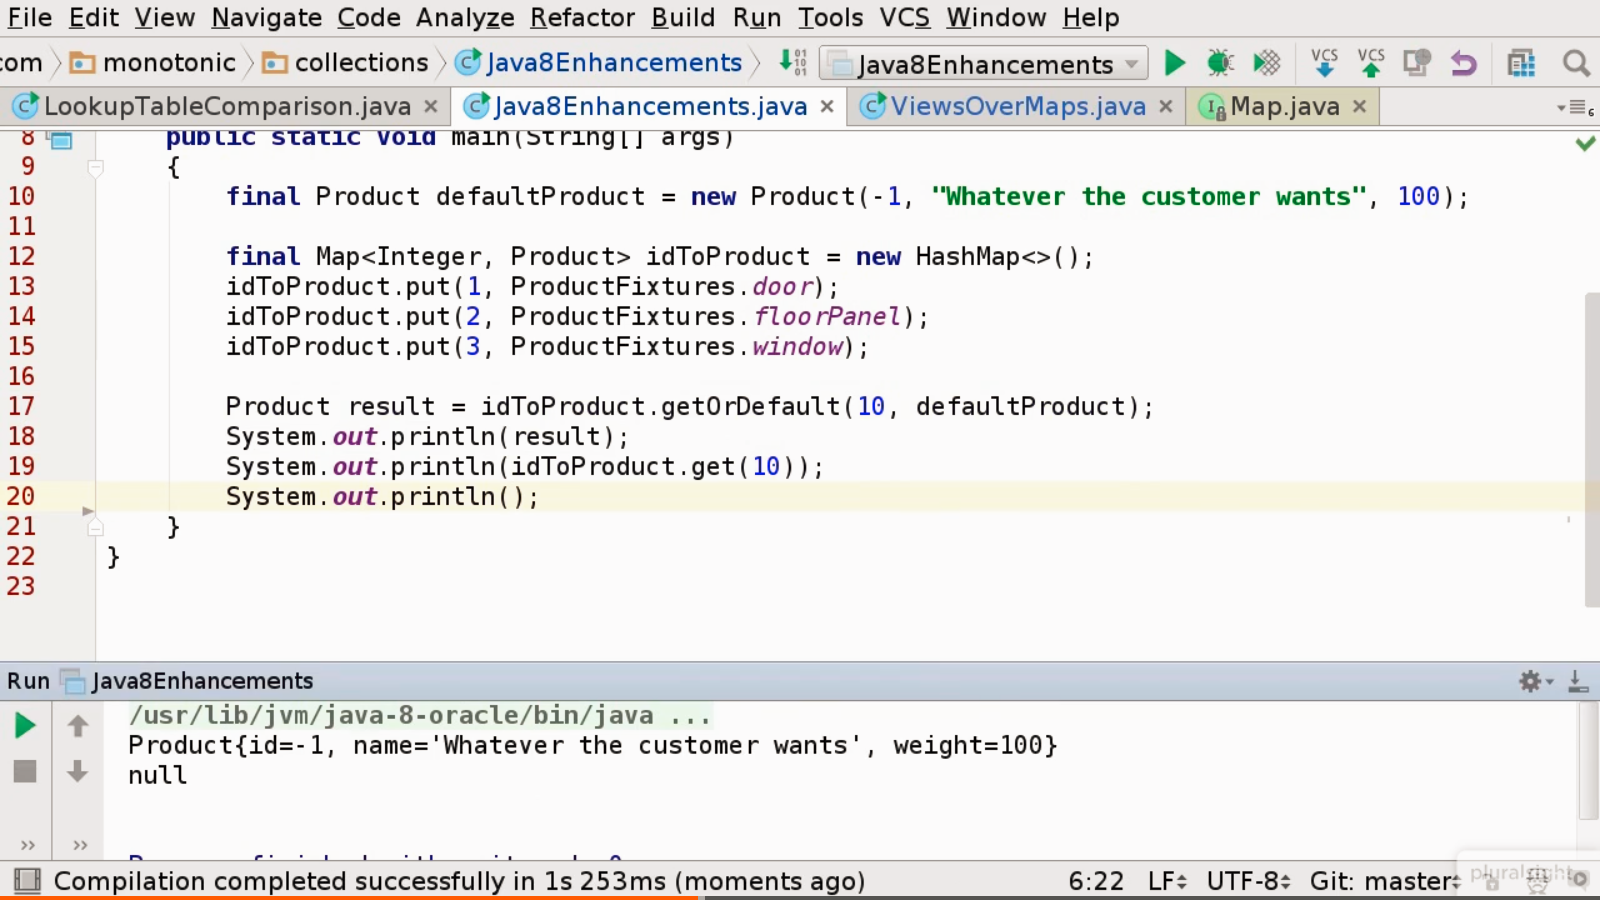 File Edit View Navigate Code Analyze Refactor Build Run Tools VCS Window Help
com monotonic collections Java8Enhancements Java8Enhancements VCS VCS
LookupTableComparison.java Java8Enhancements.java ViewsOverMaps.java Map.java 6
8 public static void main(String[] args)
9 {
10 final Product defaultProduct = new Product(-1, "Whatever the customer wants", 100);
11
12 final Map<Integer, Product> idToProduct = new HashMap<>();
13 idToProduct.put(1, ProductFixtures.door);
14 idToProduct.put(2, ProductFixtures.floorPanel);
15 idToProduct.put(3, ProductFixtures.window);
16
17 Product result = idToProduct.getOrDefault(10, defaultProduct);
18 System.out.println(result);
19 System.out.println(idToProduct.get(10));
20 System.out.println();
21 }
22 }
23
Run Java8Enhancements
/usr/lib/jvm/java-8-oracle/bin/java ...
Product{id=-1, name='Whatever the customer wants', weight=100}
null
Compilation completed successfully in 1s 253ms (moments ago) 6:22 LF UTF-8 Git: master
pluralsight